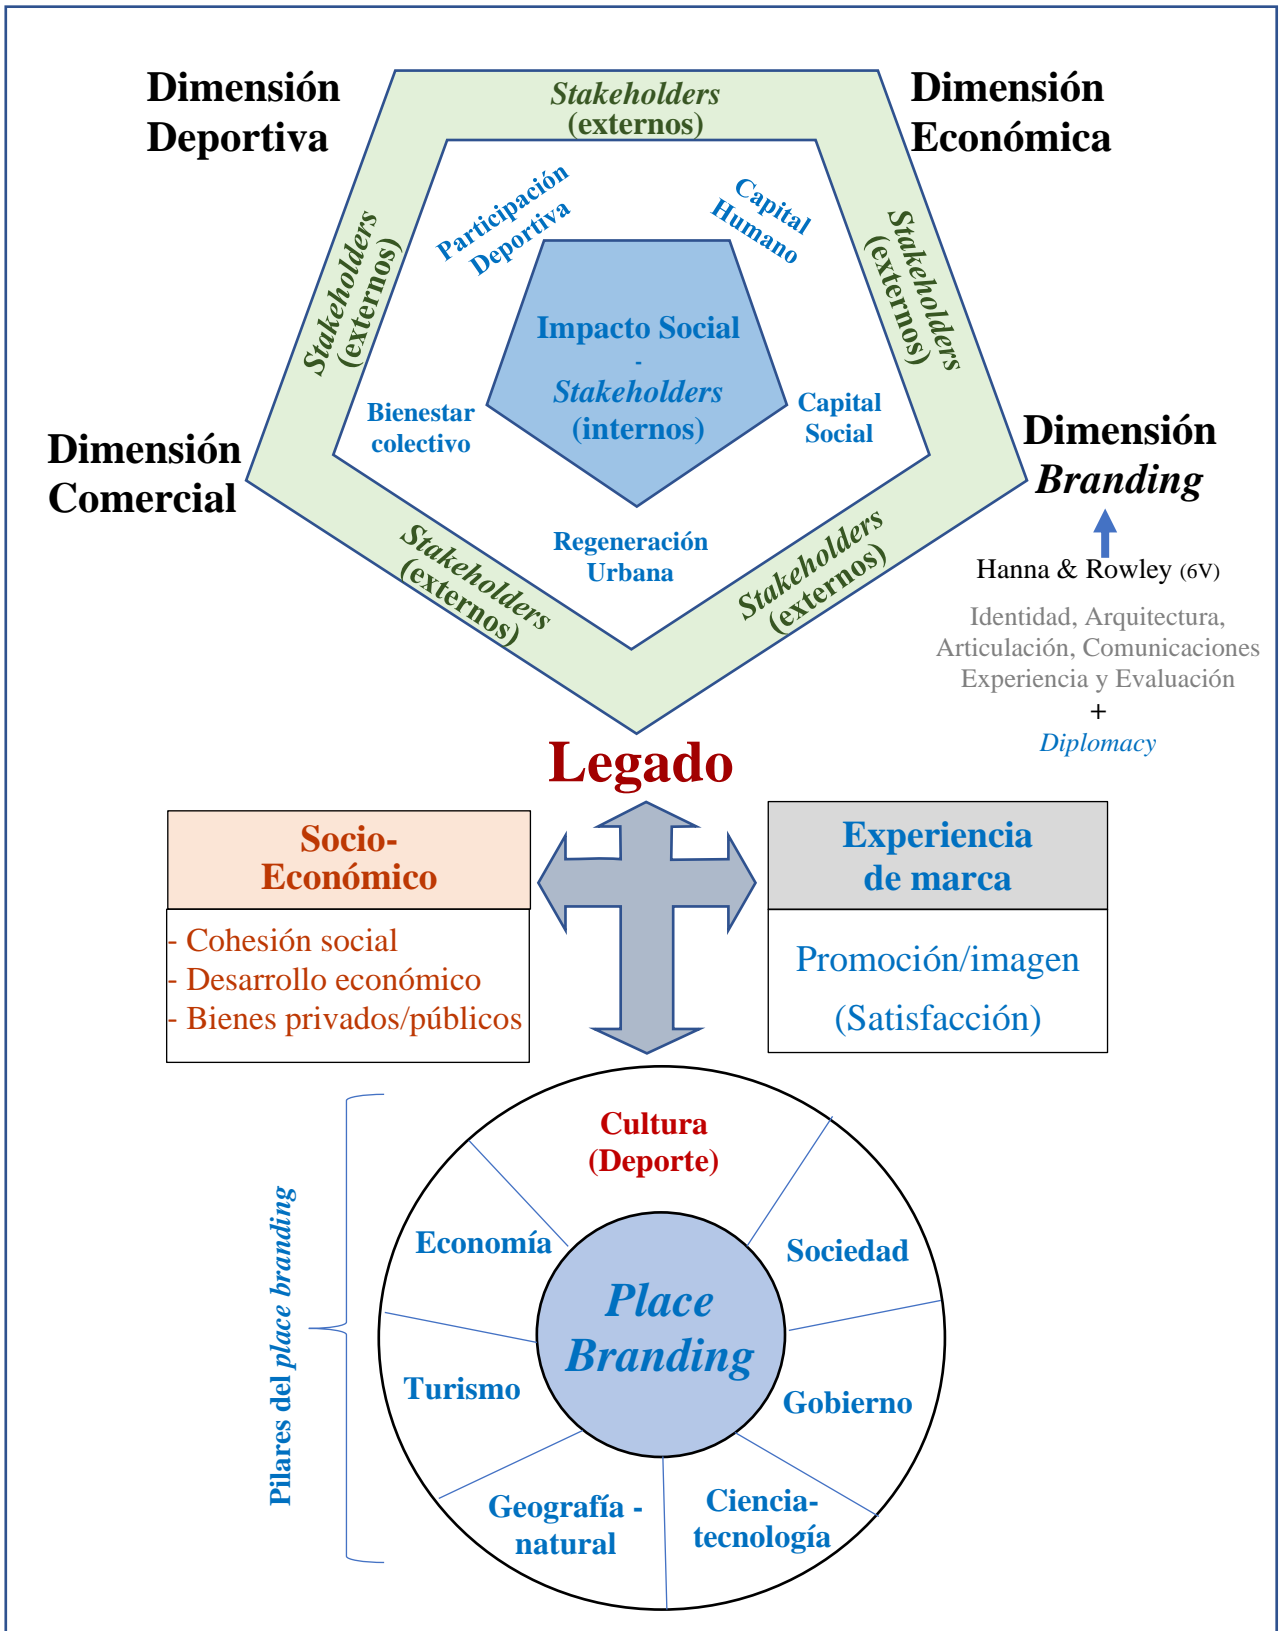 Dimensión
Deportiva
Stakeholders
(externos)
Dimensión
Económica
Participación
Deportiva
Capital
Humano
Stakeholders
(externos)
Stakeholders
(externos)
Impacto Social
-
Stakeholders
(internos)
Bienestar
colectivo
Capital
Social
Dimensión
Comercial
Dimensión
Branding
Stakeholders
(externos)
Regeneración
Urbana
Stakeholders
(externos)
Hanna & Rowley (6V)
Identidad, Arquitectura,
Articulación, Comunicaciones
Experiencia y Evaluación
+
Diplomacy
Legado
Socio-
Económico
- Cohesión social
- Desarrollo económico
- Bienes privados/públicos
Experiencia
de marca
Promoción/imagen
(Satisfacción)
Pilares del place branding
Cultura
(Deporte)
Economía
Sociedad
Place
Branding
Turismo
Gobierno
Geografía -
natural
Ciencia-
tecnología